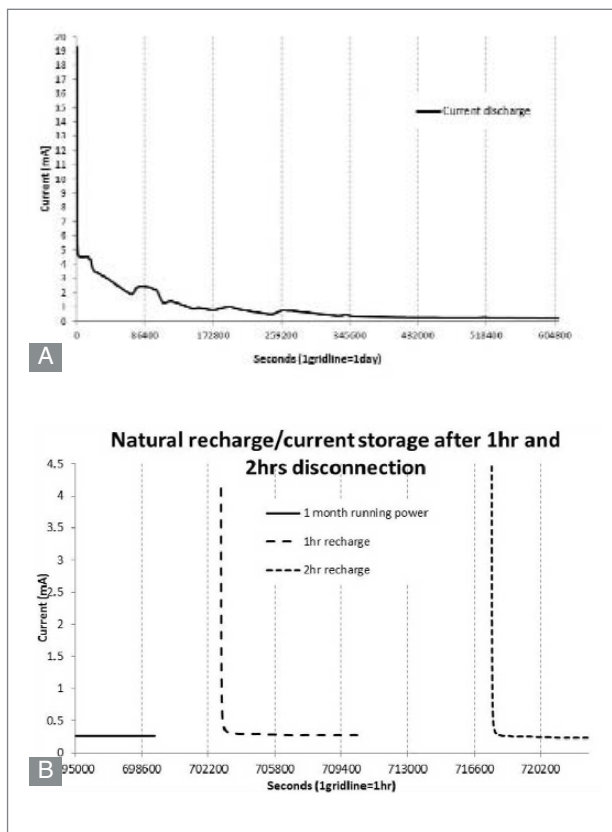 20
19
18
17
16
15
14
13
12
11
10
9
8
7
6
5
4
3
2
1
0
Current [mA]
Current discharge
0 86400 172800 259200 345600 432000 518400 604800
Seconds (1gridline=1day)
A
Natural recharge/current storage after 1hr and
2hrs disconnection
4.5
4
3.5
3
2.5
2
1.5
1
0.5
0
Current (mA)
1 month running power
1hr recharge
2hr recharge
95000 698600 702200 705800 709400 713000 716600 720200
Seconds (1gridline=1hr)
B